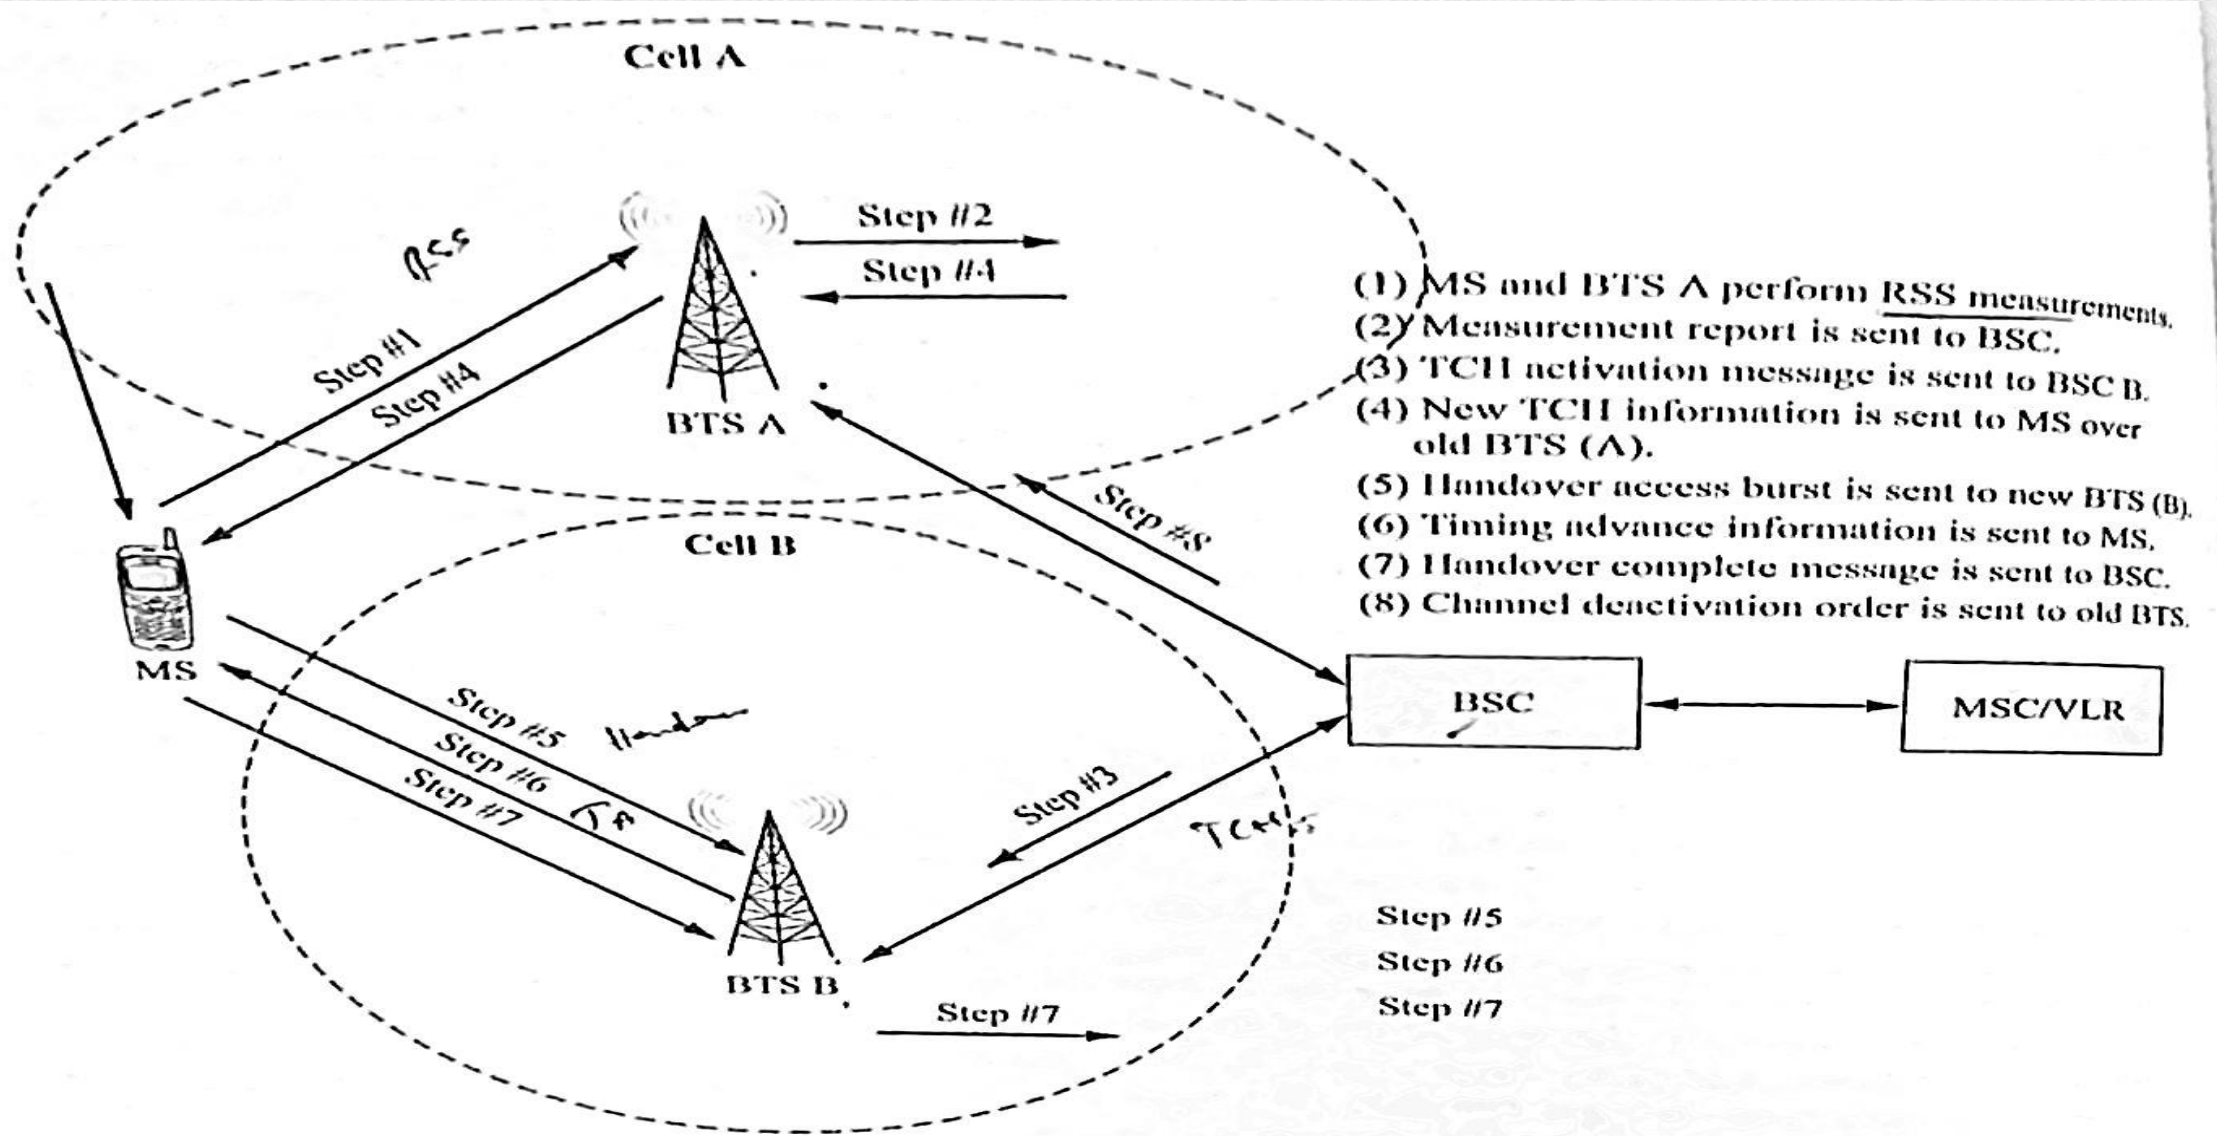 Cell A
RSS
Step #2
Step #4
Step #1
Step #4
BTS A
(1) MS and BTS A perform RSS measurements.
(2) Measurement report is sent to BSC.
(3) TCH activation message is sent to BSC B.
(4) New TCH information is sent to MS over
old BTS (A).
(5) Handover access burst is sent to new BTS (B).
(6) Timing advance information is sent to MS.
(7) Handover complete message is sent to BSC.
(8) Channel deactivation order is sent to old BTS.
Step #8
Cell B
MS
BSC
MSC/VLR
Step #5
Step #6
Step #7
Step #3
BTS B
Step #7
Step #5
Step #6
Step #7